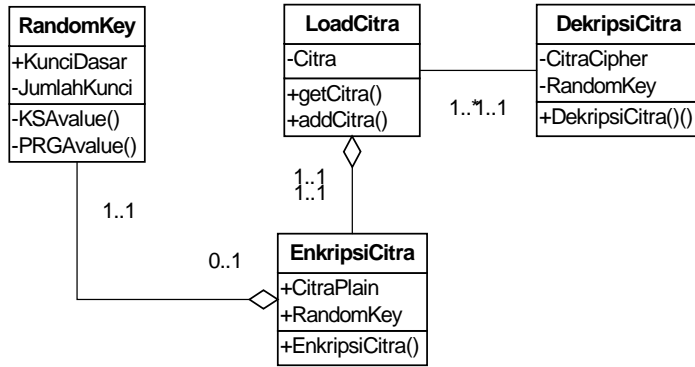 RandomKey
+KunciDasar
-JumlahKunci
-KSAvalue()
-PRGAvalue()
LoadCitra
-Citra
+getCitra()
+addCitra()
DekripsiCitra
-CitraCipher
-RandomKey
+DekripsiCitra()()
1..*1..1
1..1
1..1
1..1
0..1
EnkripsiCitra
+CitraPlain
+RandomKey
+EnkripsiCitra()